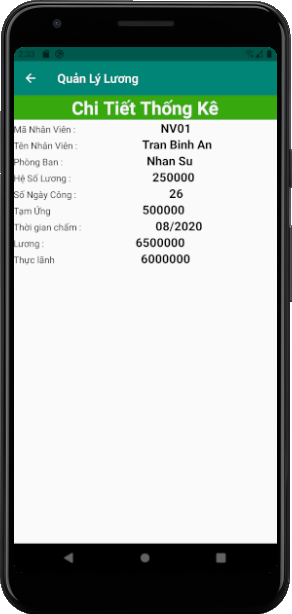 2:33
Quản Lý Lương
Chi Tiết Thống Kê
Mã Nhân Viên : NV01
Tên Nhân Viên : Tran Binh An
Phòng Ban : Nhan Su
Hệ Số Lương : 250000
Số Ngày Công : 26
Tạm Ứng 500000
Thời gian chấm : 08/2020
Lương : 6500000
Thực lãnh 6000000